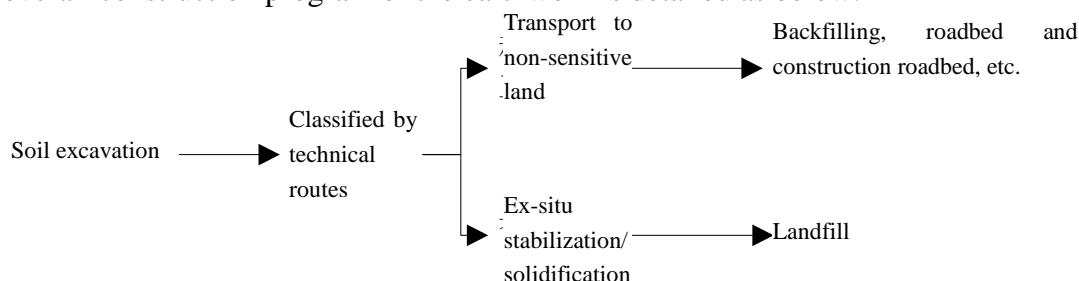 Transport to
non-sensitive
land
Backfilling, roadbed and
construction roadbed, etc.
Soil excavation
Classified by
technical
routes
Ex-situ
stabilization/
solidification
Landfill